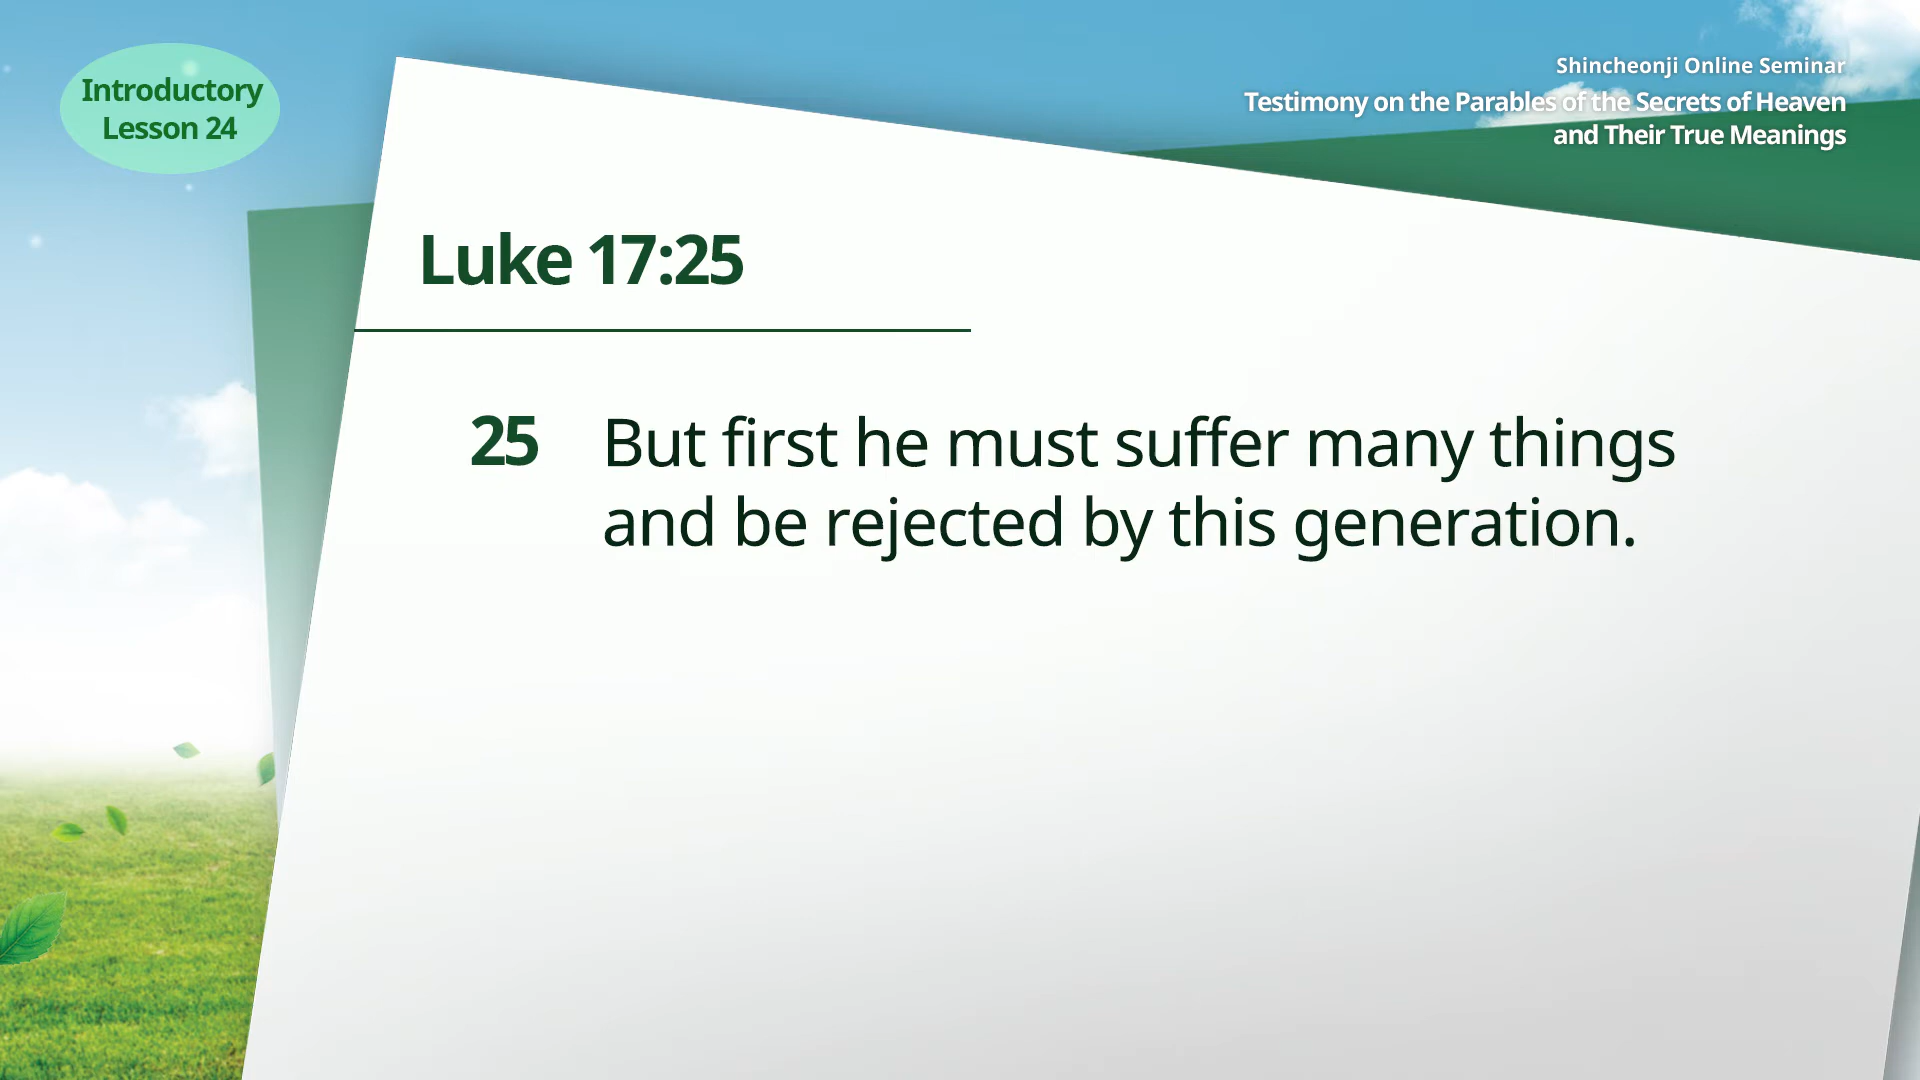 Introductory
Lesson 24
Shincheonji Online Seminar
Testimony on the Parables of the Secrets of Heaven
and Their True Meanings
Luke 17:25
25 But first he must suffer many things
and be rejected by this generation.